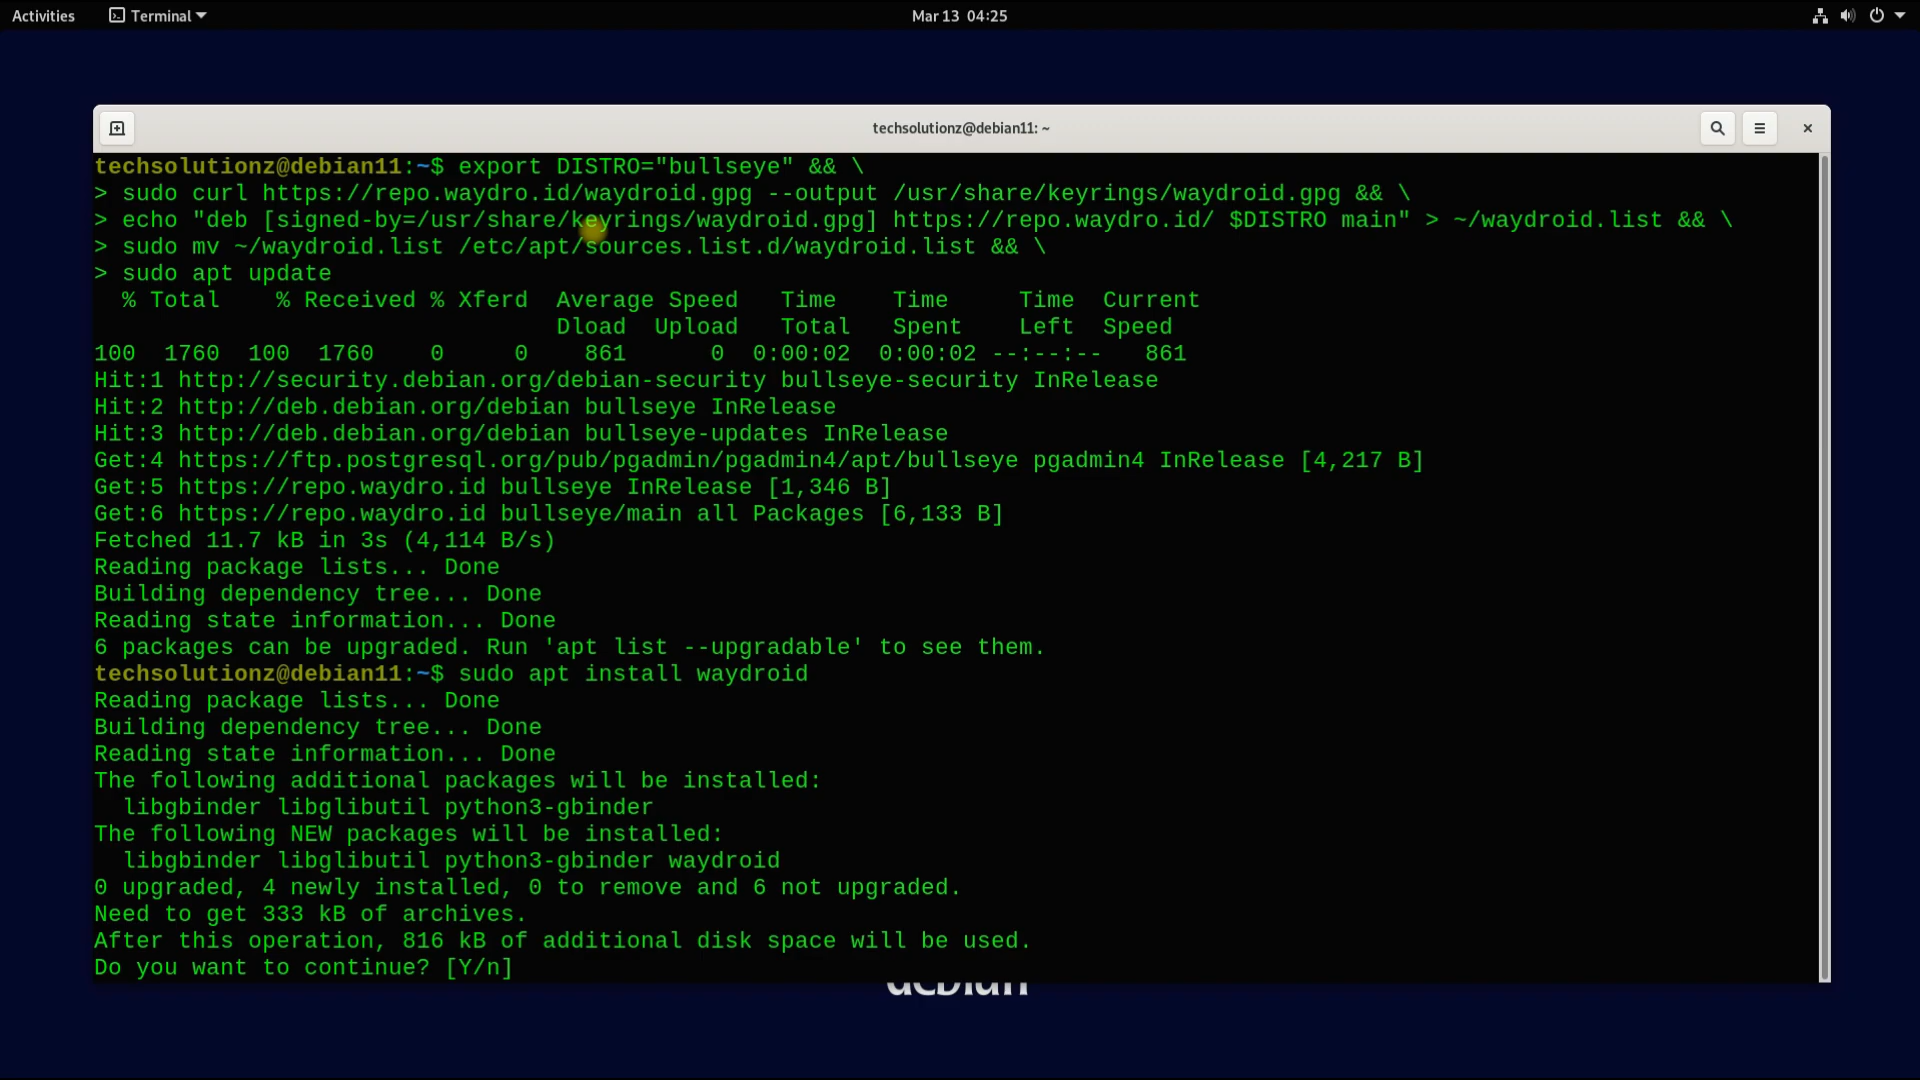 Activities Terminal Mar 13 04:25
techsolutionz@debian11: ~
techsolutionz@debian11:~$ export DISTRO="bullseye" && \
> sudo curl https://repo.waydro.id/waydroid.gpg --output /usr/share/keyrings/waydroid.gpg && \
> echo "deb [signed-by=/usr/share/keyrings/waydroid.gpg] https://repo.waydro.id/ $DISTRO main" > ~/waydroid.list && \
> sudo mv ~/waydroid.list /etc/apt/sources.list.d/waydroid.list && \
> sudo apt update
  % Total    % Received % Xferd  Average Speed   Time    Time     Time  Current
                                 Dload  Upload   Total   Spent    Left  Speed
100  1760  100  1760    0     0    861      0  0:00:02  0:00:02 --:--:--   861
Hit:1 http://security.debian.org/debian-security bullseye-security InRelease
Hit:2 http://deb.debian.org/debian bullseye InRelease
Hit:3 http://deb.debian.org/debian bullseye-updates InRelease
Get:4 https://ftp.postgresql.org/pub/pgadmin/pgadmin4/apt/bullseye pgadmin4 InRelease [4,217 B]
Get:5 https://repo.waydro.id bullseye InRelease [1,346 B]
Get:6 https://repo.waydro.id bullseye/main all Packages [6,133 B]
Fetched 11.7 kB in 3s (4,114 B/s)
Reading package lists... Done
Building dependency tree... Done
Reading state information... Done
6 packages can be upgraded. Run 'apt list --upgradable' to see them.
techsolutionz@debian11:~$ sudo apt install waydroid
Reading package lists... Done
Building dependency tree... Done
Reading state information... Done
The following additional packages will be installed:
  libgbinder libglibutil python3-gbinder
The following NEW packages will be installed:
  libgbinder libglibutil python3-gbinder waydroid
0 upgraded, 4 newly installed, 0 to remove and 6 not upgraded.
Need to get 333 kB of archives.
After this operation, 816 kB of additional disk space will be used.
Do you want to continue? [Y/n]
debian